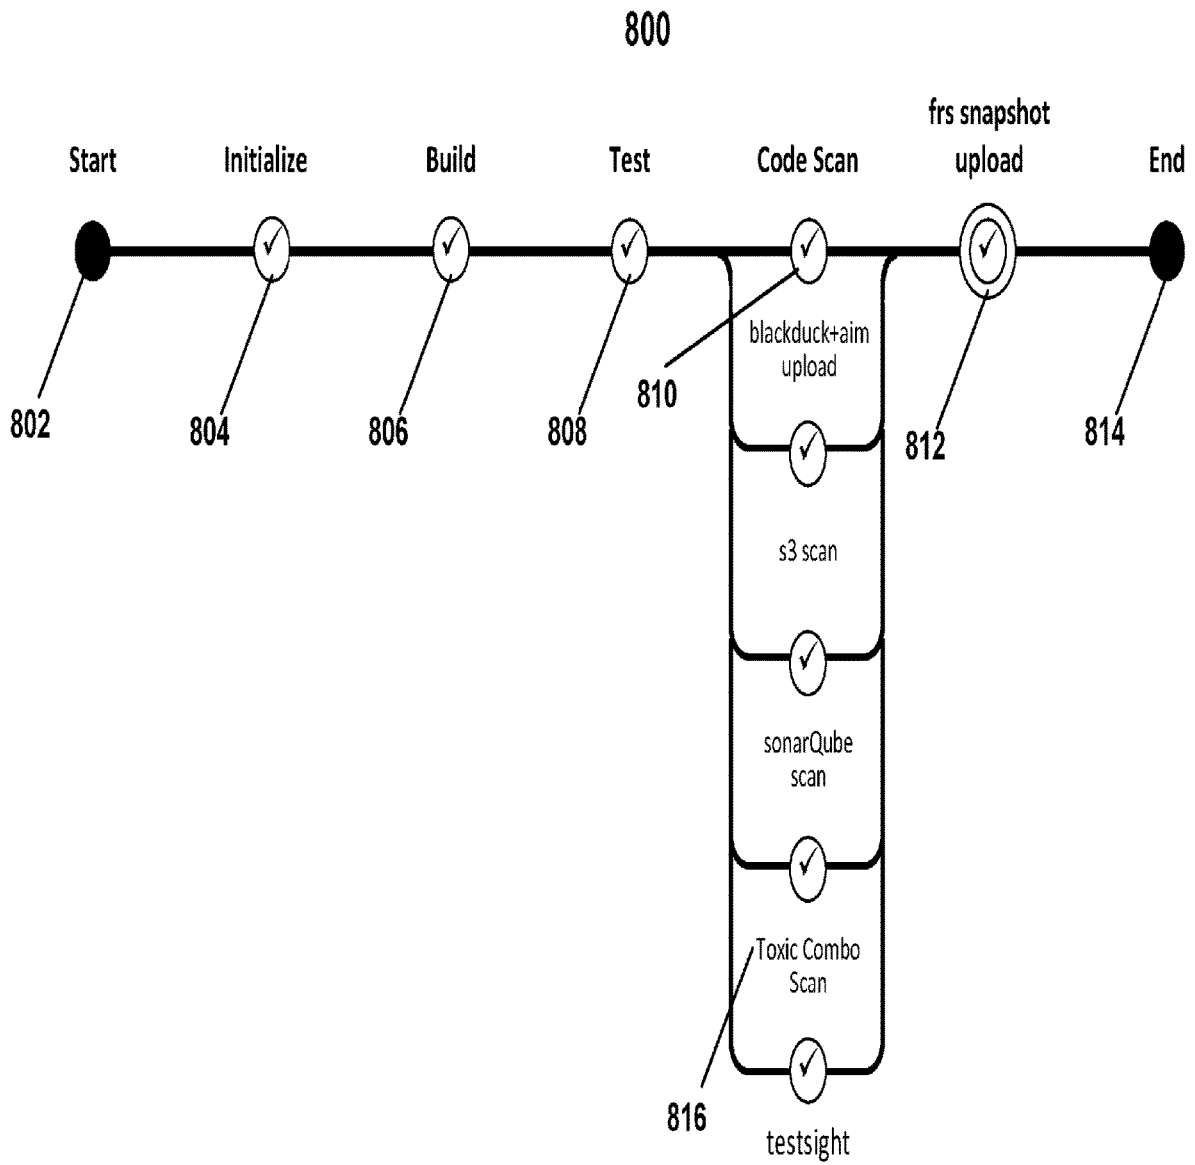 800
frs snapshot
Start
Initialize
Build
Test
Code Scan
upload
End
blackduck+aim
upload
810
802
804
806
808
812
814
s3 scan
sonarQube
scan
Toxic Combo
Scan
816
testsight